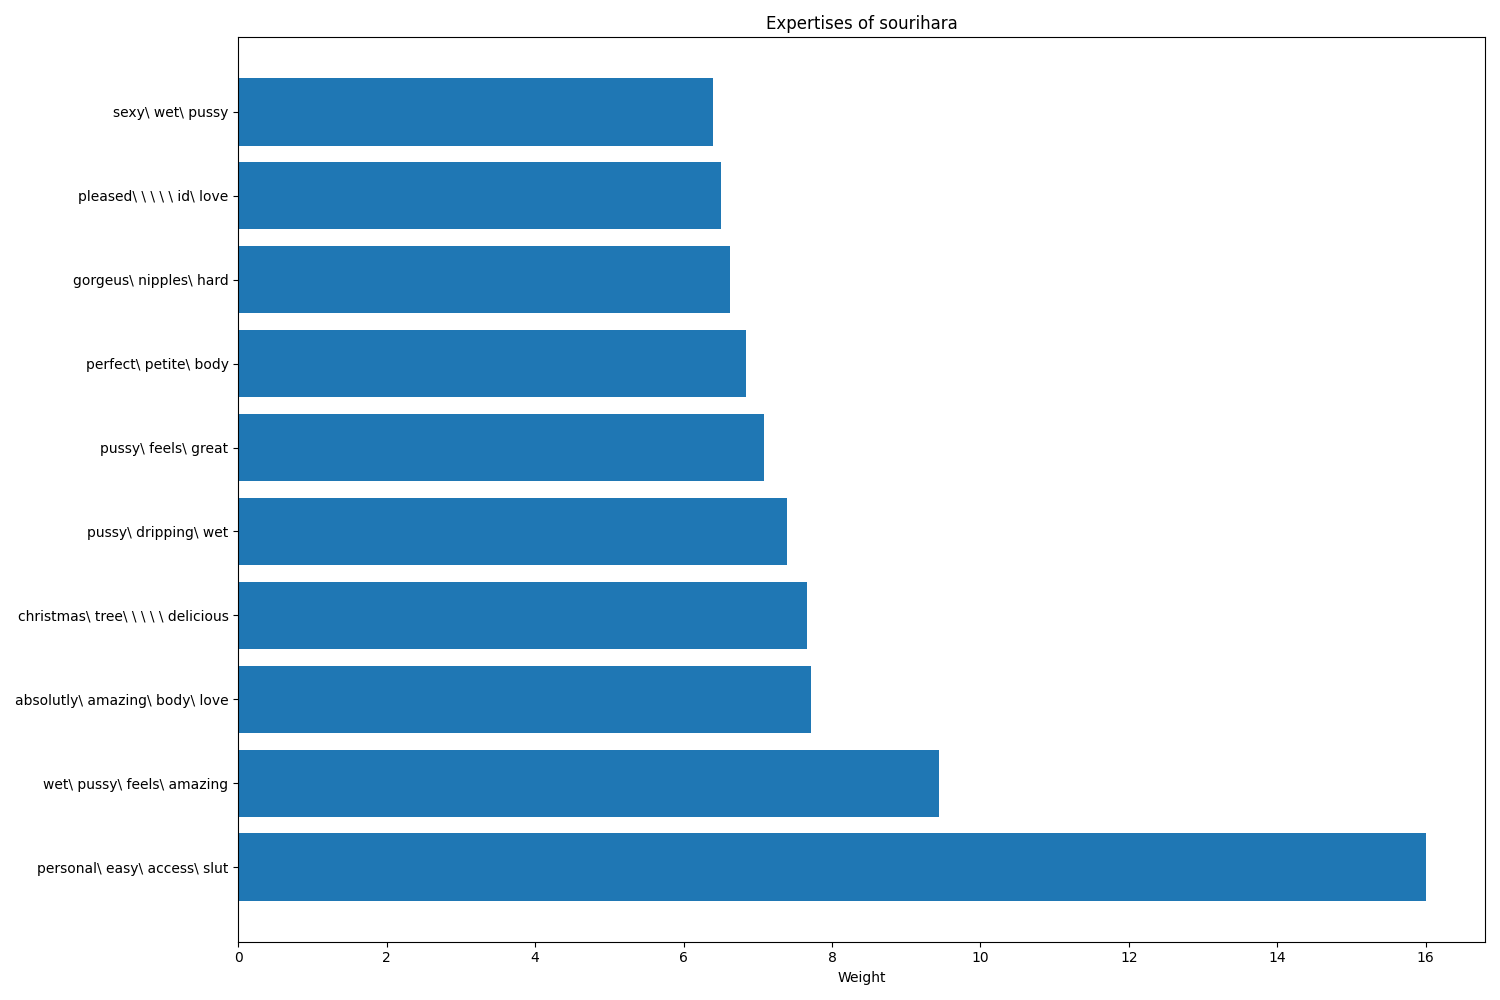 Expertises of sourihara
sexy\ wet\ pussy
pleased\ \ \ \ \ id\ love
gorgeus\ nipples\ hard
perfect\ petite\ body
pussy\ feels\ great
pussy\ dripping\ wet
christmas\ tree\ \ \ \ \ delicious
absolutly\ amazing\ body\ love
wet\ pussy\ feels\ amazing
personal\ easy\ access\ slut
0 2 4 6 8 10 12 14 16
Weight